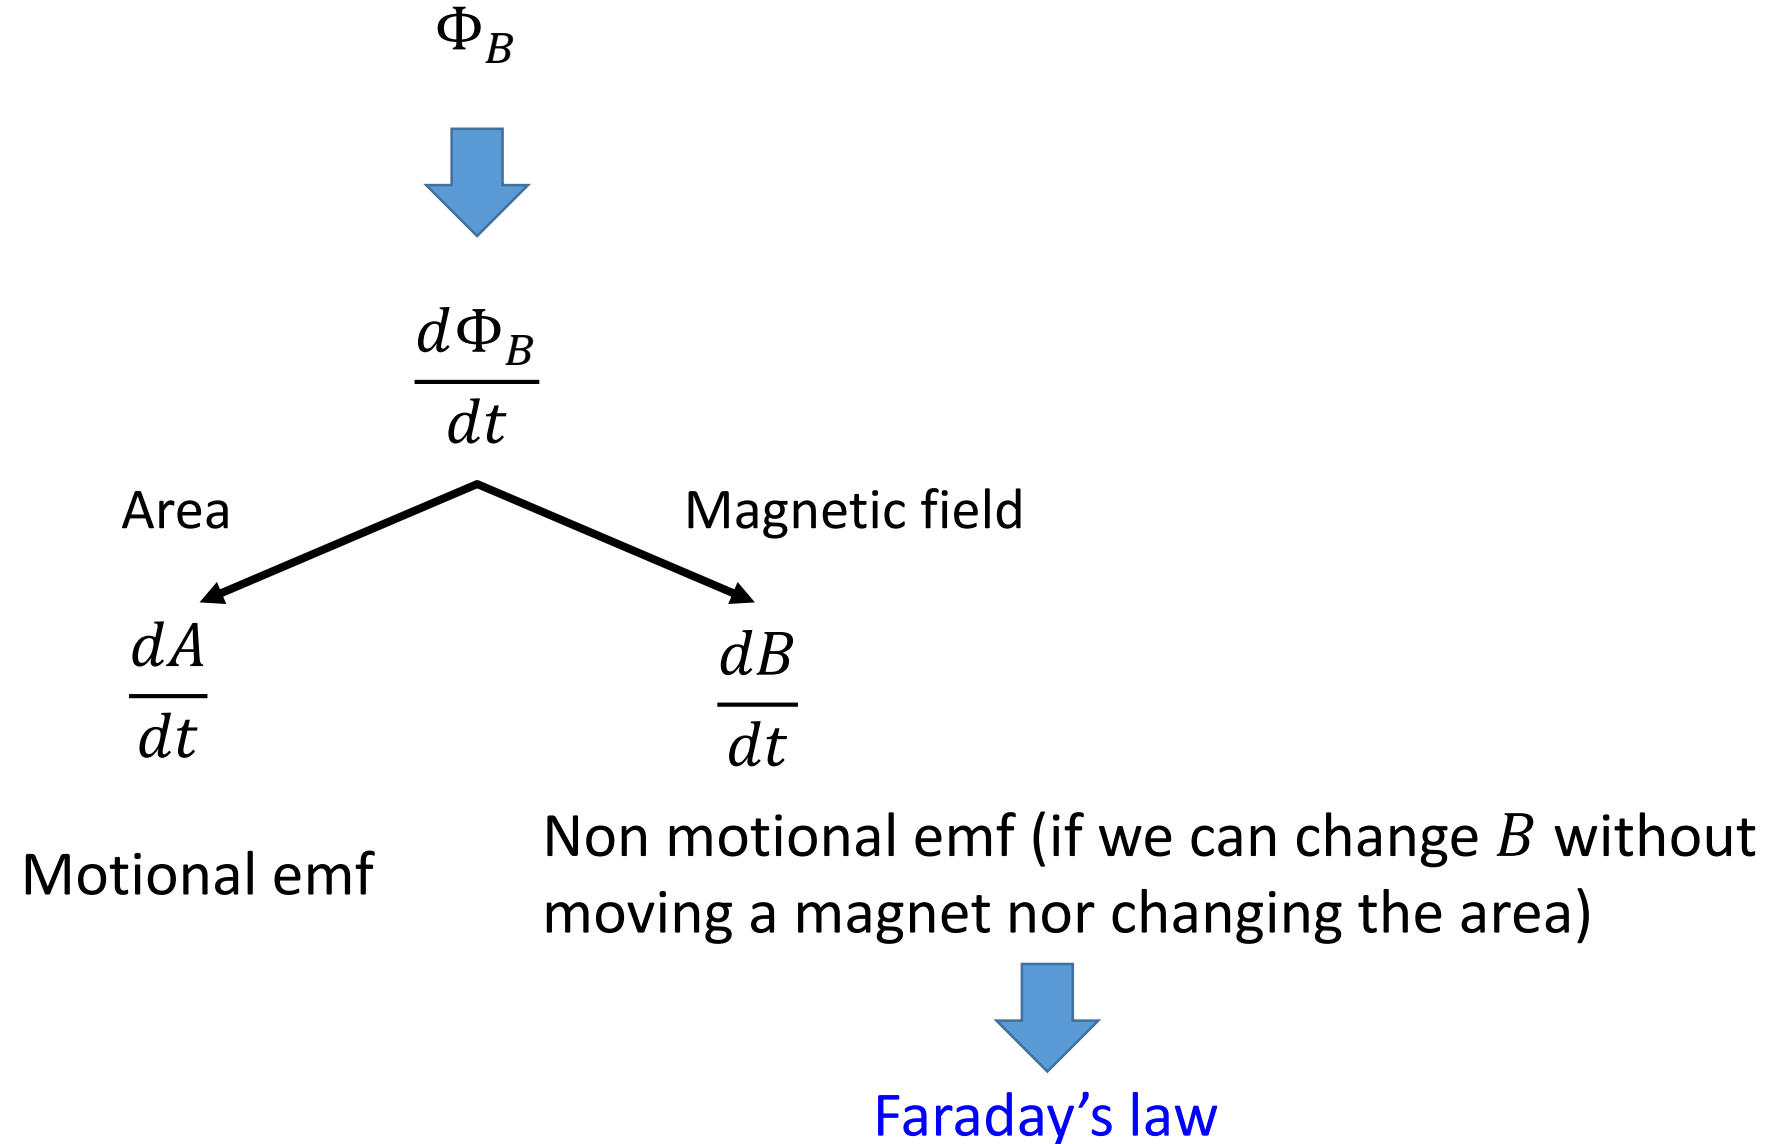 Φ_B
dΦ_B
dt
Area
Magnetic field
dA
dt
dB
dt
Motional emf
Non motional emf (if we can change B without
moving a magnet nor changing the area)
Faraday’s law